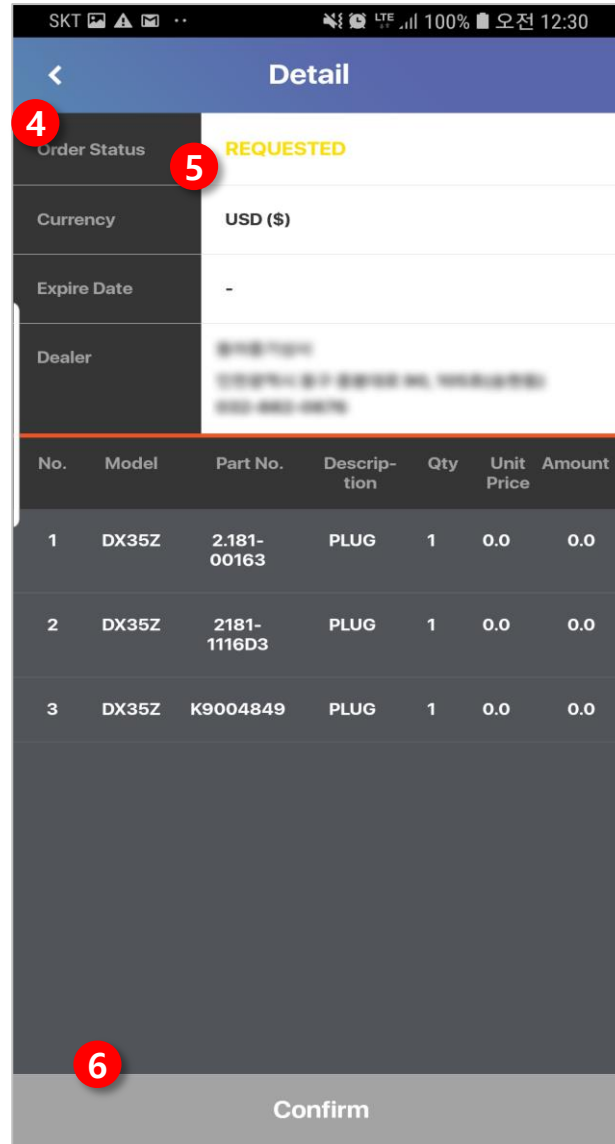 SKT LTE 100% 오전 12:30
Detail
4
Order Status
5
REQUESTED
Currency
USD ($)
Expire Date
-
Dealer
No. Model Part No. Descrip- Qty Unit Amount
tion Price
1 DX35Z 2.181- PLUG 1 0.0 0.0
00163
2 DX35Z 2181- PLUG 1 0.0 0.0
1116D3
3 DX35Z K9004849 PLUG 1 0.0 0.0
6
Confirm